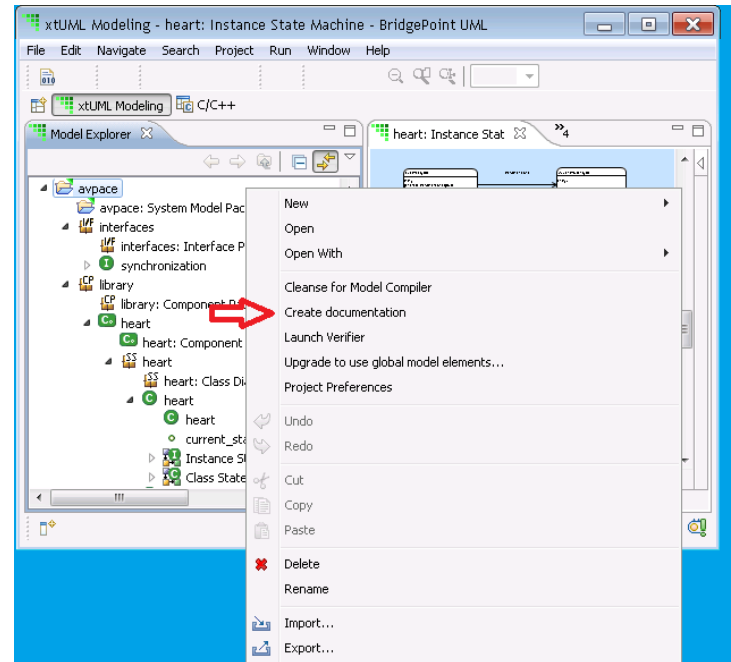 xtUML Modeling - heart: Instance State Machine - BridgePoint UML
File Edit Navigate Search Project Run Window Help
010
xtUML Modeling C/C++
Model Explorer
heart: Instance Stat
»4
avpace
avpace: System Model Pac
interfaces
interfaces: Interface P
synchronization
library
library: Component Pa
heart
heart: Component
heart
heart: Class Di
heart
heart
current_sta
Instance S
Class State
New
Open
Open With
Cleanse for Model Compiler
Create documentation
Launch Verifier
Upgrade to use global model elements...
Project Preferences
Undo
Redo
Cut
Copy
Paste
Delete
Rename
Import...
Export...